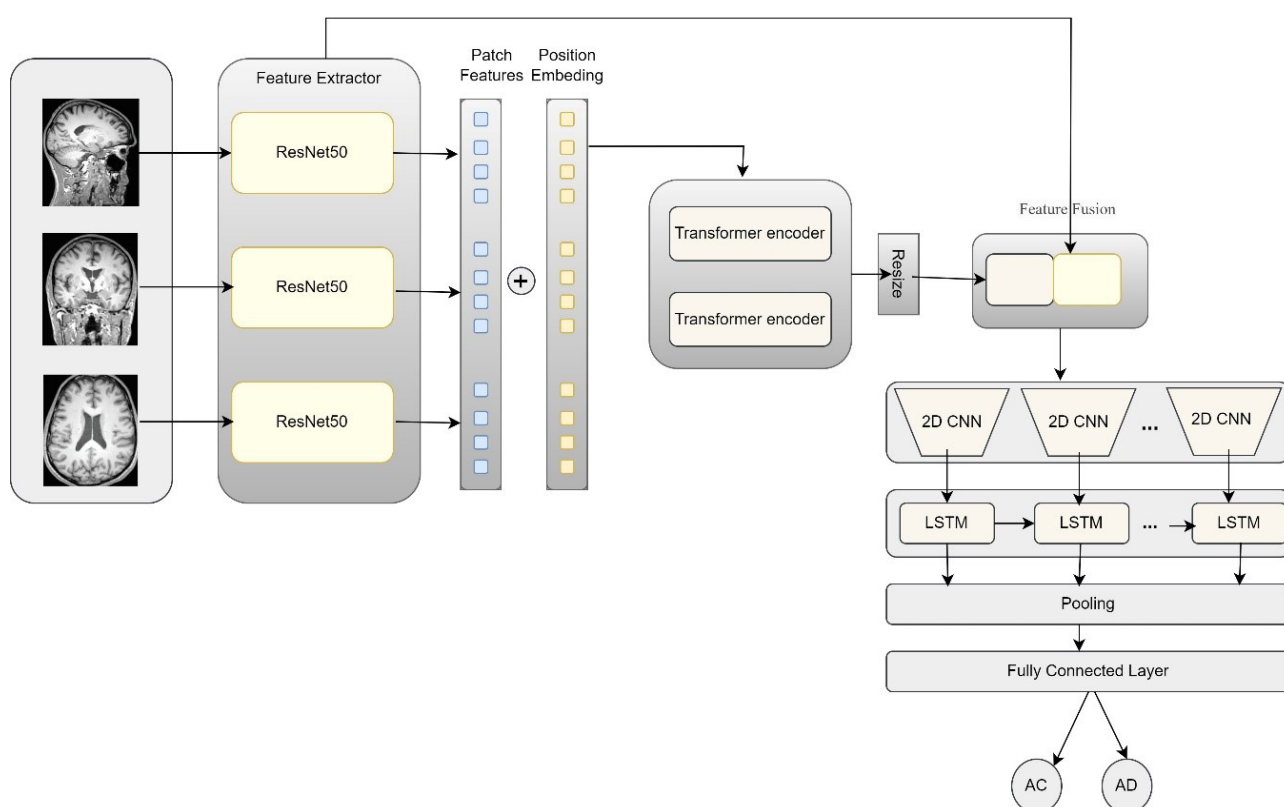 Feature Extractor
ResNet50
ResNet50
ResNet50
Patch
Features
Position
Embeding
+
Transformer encoder
Transformer encoder
Resize
Feature Fusion
2D CNN
2D CNN
...
2D CNN
LSTM
LSTM
...
LSTM
Pooling
Fully Connected Layer
AC
AD